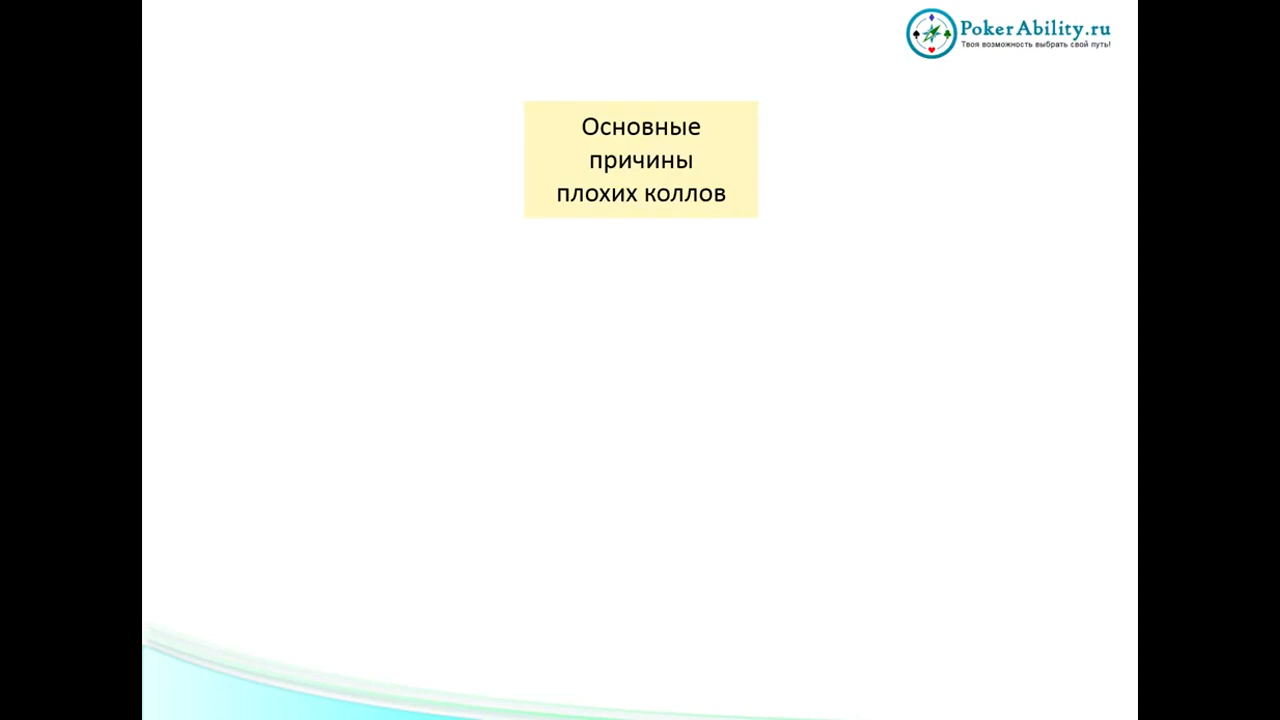 PokerAbility.ru
Твоя возможность выбрать свой путь!
Основные
причины
плохих коллов